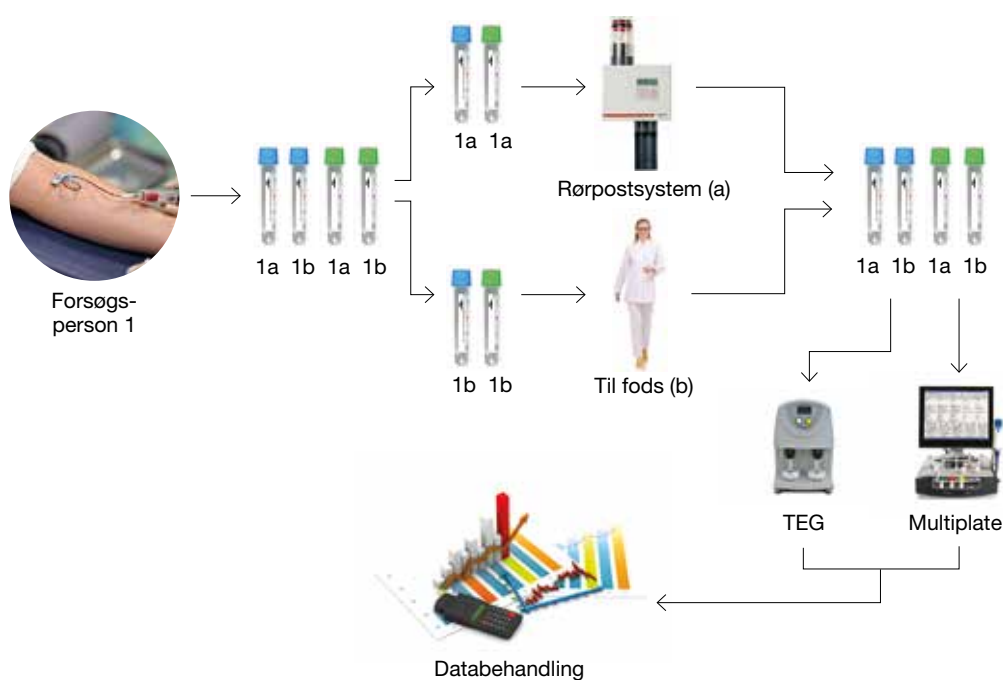 1a 1a
Rørpostsystem (a)
1a 1b 1a 1b
Forsøgs-
person 1
1b 1b
Til fods (b)
1a 1b 1a 1b
TEG
Multiplate
Databehandling